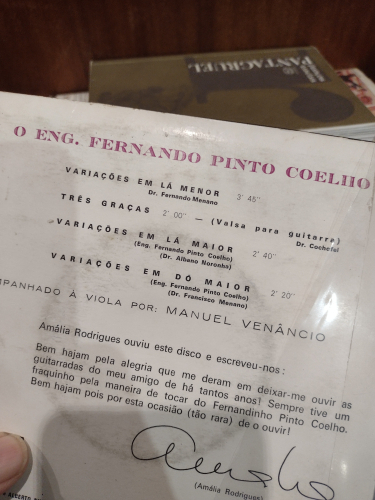 PANTAGRUEL
O ENG. FERNANDO PINTO COELHO
VARIAÇÕES EM LÁ MENOR 3' 45''
Dr. Fernando Menano
TRÊS GRAÇAS 2' 00'' — (Valsa para guitarra)
Dr. Cochofel
VARIAÇÕES EM LÁ MAIOR 2' 40''
(Eng. Fernando Pinto Coelho)
(Dr. Albano Noronha)
VARIAÇÕES EM DÓ MAIOR 2' 20''
(Eng. Fernando Pinto Coelho)
(Dr. Francisco Menano)
MPANHADO À VIOLA POR: MANUEL VENÂNCIO
Amália Rodrigues ouviu este disco e escreveu-nos:
Bem hajam pela alegria que me deram em deixar-me ouvir as
guitarradas do meu amigo de há tantos anos! Sempre tive um
fraquinho pela maneira de tocar do Fernandinho Pinto Coelho.
Bem hajam pois por esta ocasião (tão rara) de o ouvir!
(Amália Rodrigues
ALBERTO